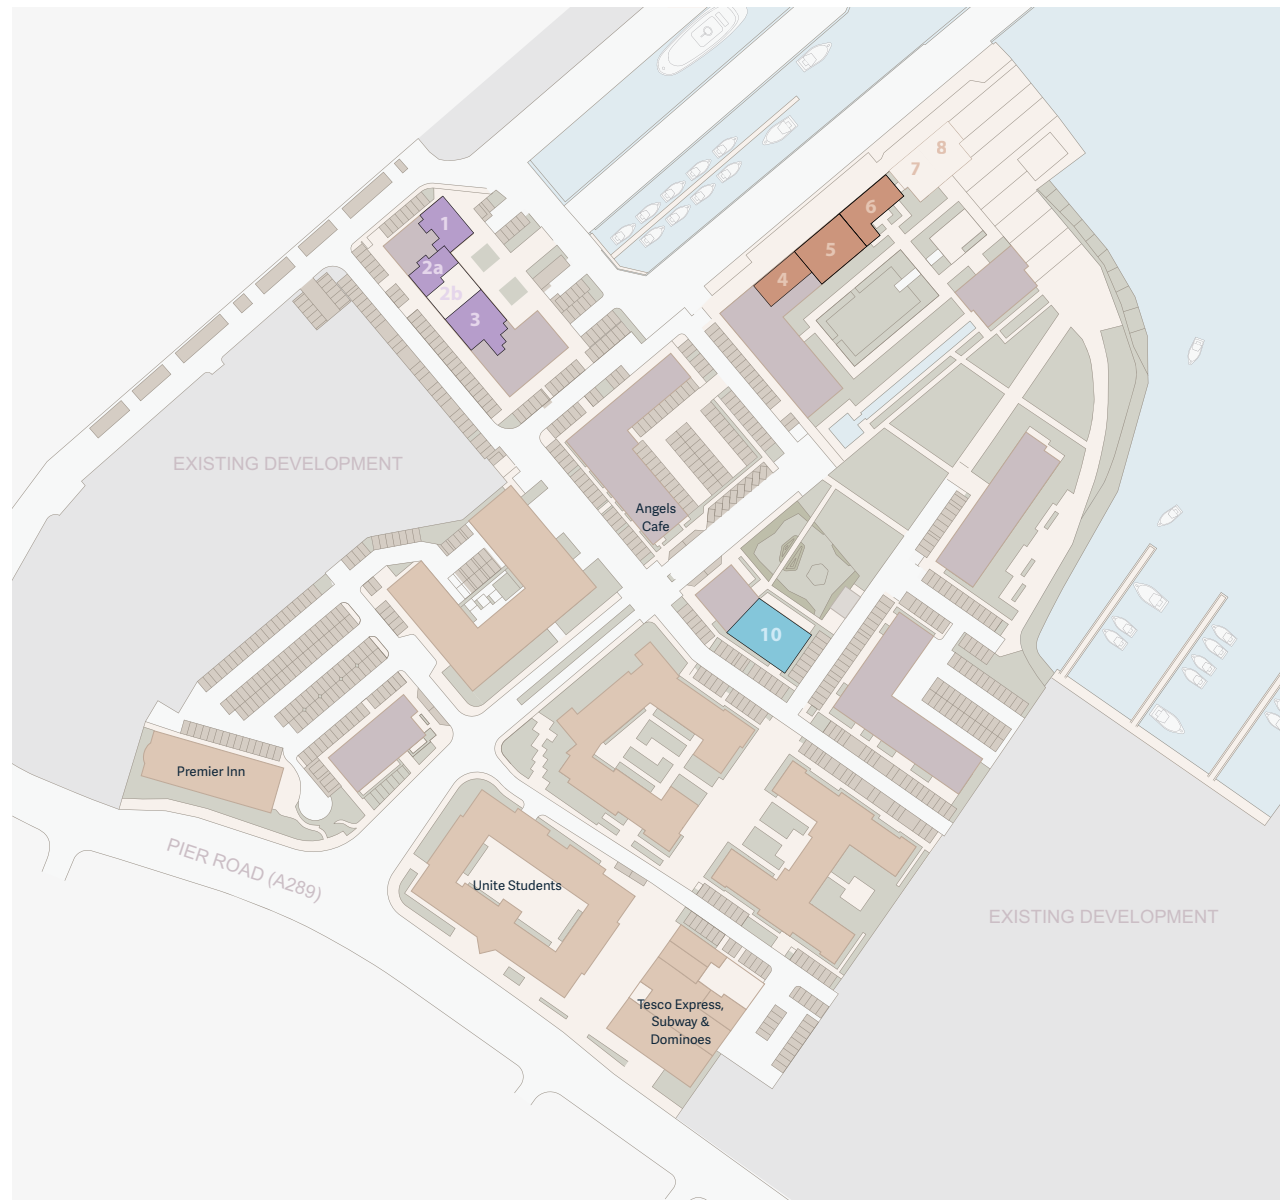 8
7
6
1
5
2a
4
2b
3
EXISTING DEVELOPMENT
Angels
Cafe
10
Premier Inn
PIER ROAD (A289)
Unite Students
EXISTING DEVELOPMENT
Tesco Express,
Subway &
Dominoes